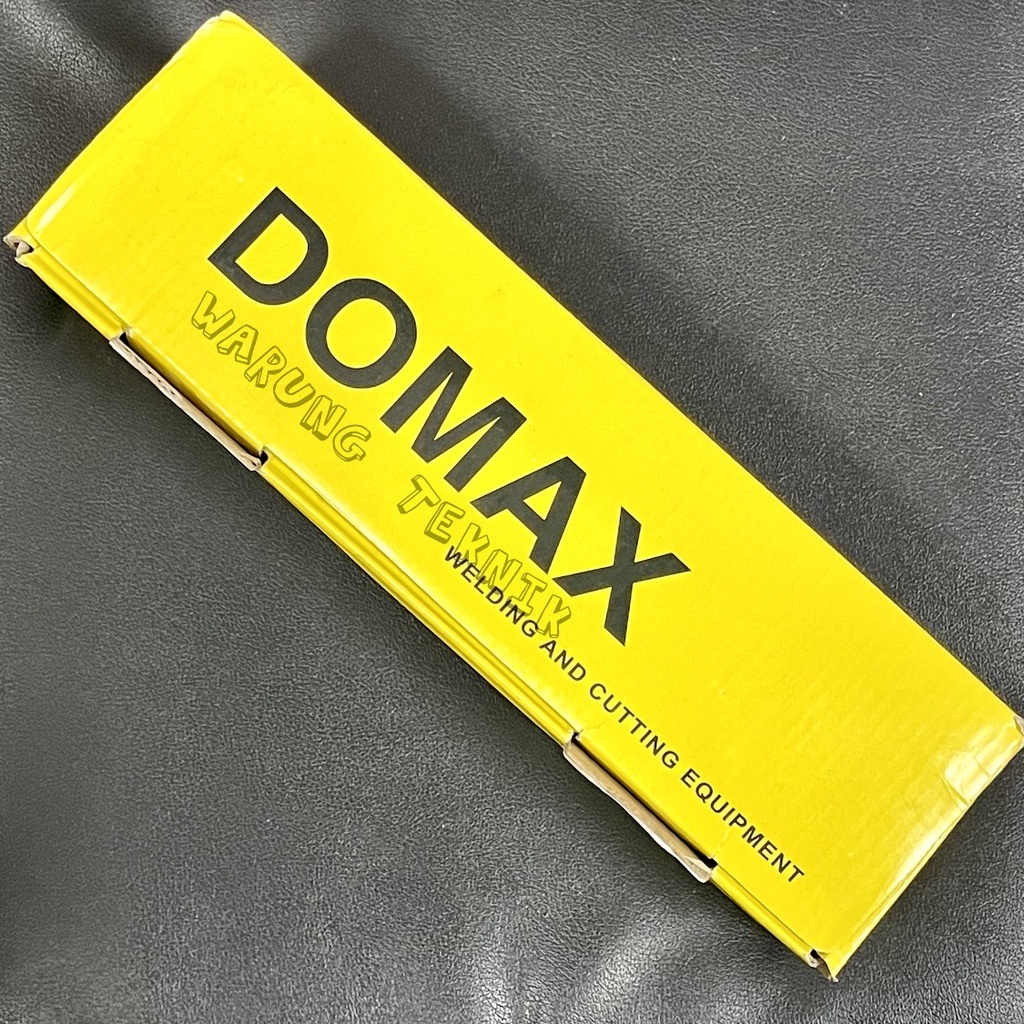 DOMAX
WARUNG TEKNIK
WELDING AND CUTTING EQUIPMENT